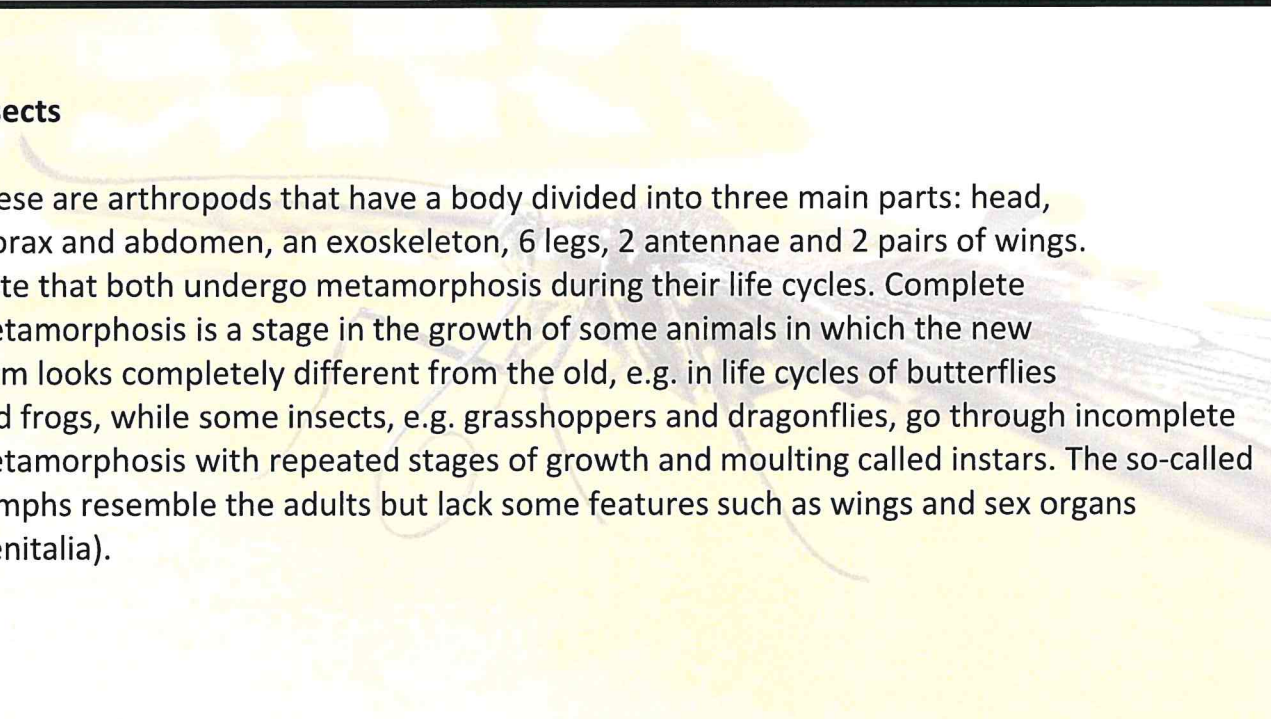 ects
ese are arthropods that have a body divided into three main parts: head,
orax and abdomen, an exoskeleton, 6 legs, 2 antennae and 2 pairs of wings.
te that both undergo metamorphosis during their life cycles. Complete
etamorphosis is a stage in the growth of some animals in which the new
m looks completely different from the old, e.g. in life cycles of butterflies
d frogs, while some insects, e.g. grasshoppers and dragonflies, go through incomplete
etamorphosis with repeated stages of growth and moulting called instars. The so-called
mphs resemble the adults but lack some features such as wings and sex organs
enitalia).